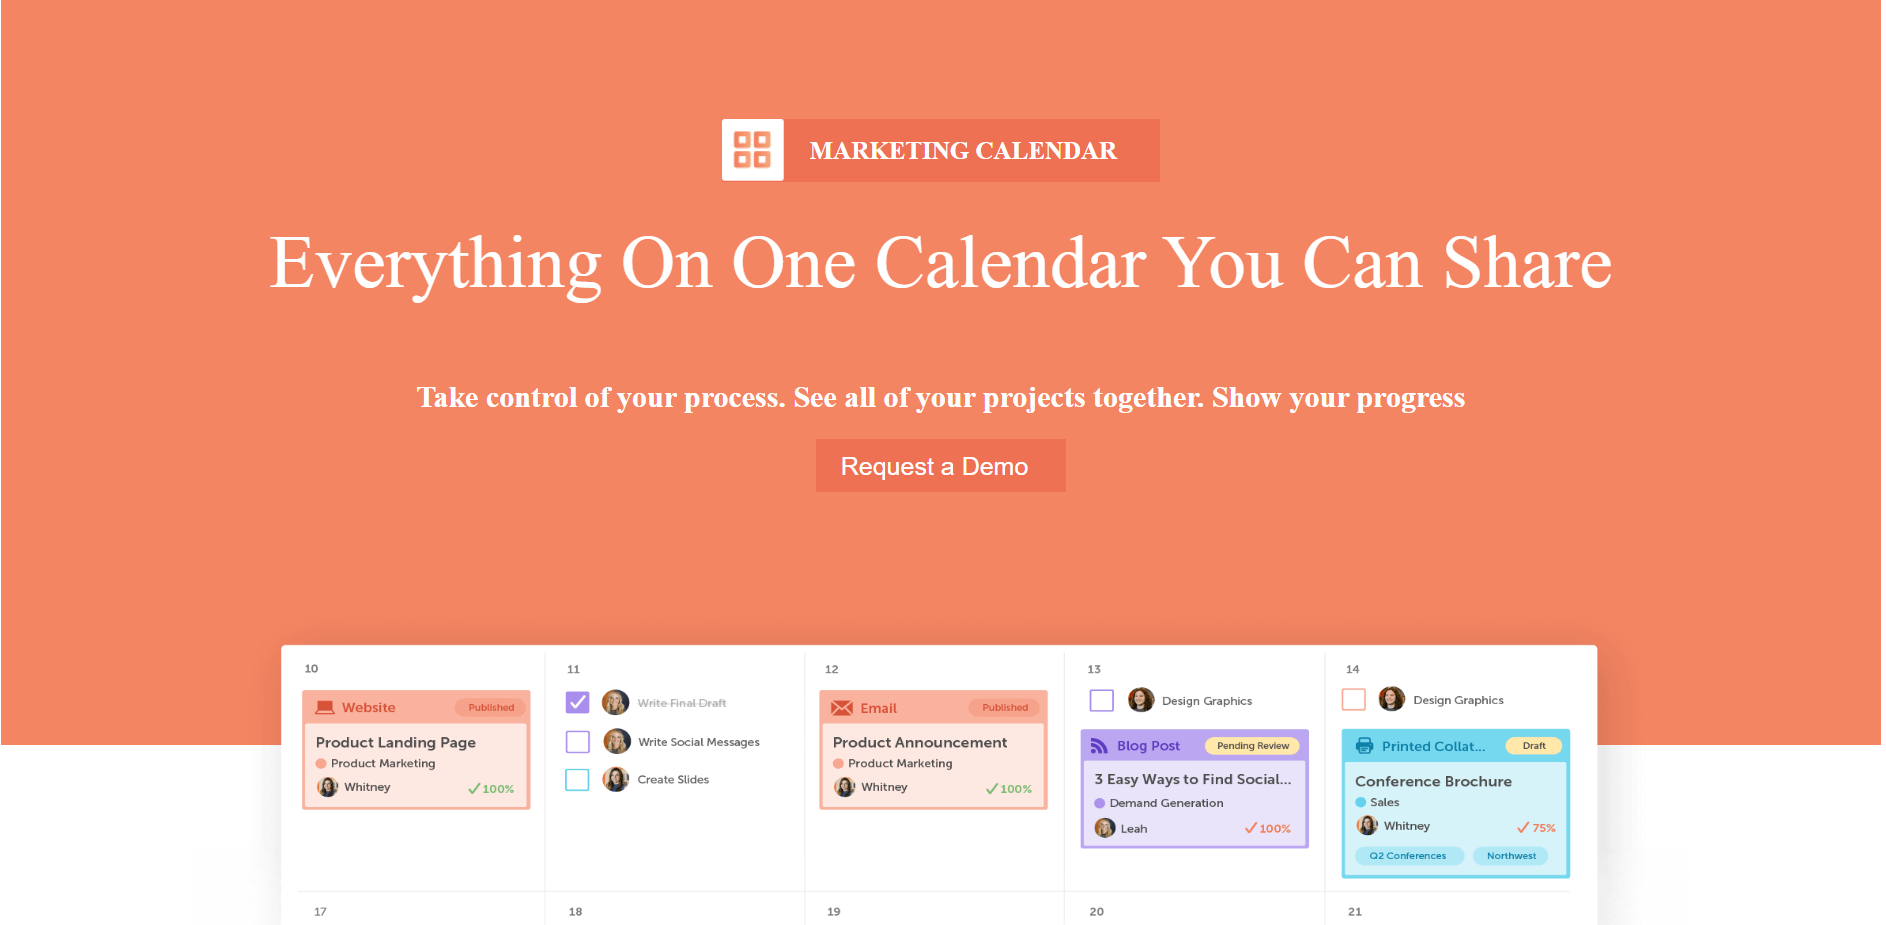 MARKETING CALENDAR
Everything On One Calendar You Can Share
Take control of your process. See all of your projects together. Show your progress
Request a Demo
10
Website
Published
Product Landing Page
Product Marketing
Whitney
100%
11
Write Final Draft
Write Social Messages
Create Slides
12
Email
Published
Product Announcement
Product Marketing
Whitney
100%
13
Design Graphics
Blog Post
Pending Review
3 Easy Ways to Find Social...
Demand Generation
Leah
100%
14
Design Graphics
Printed Collat...
Draft
Conference Brochure
Sales
Whitney
75%
Q2 Conferences
Northwest
17
18
19
20
21